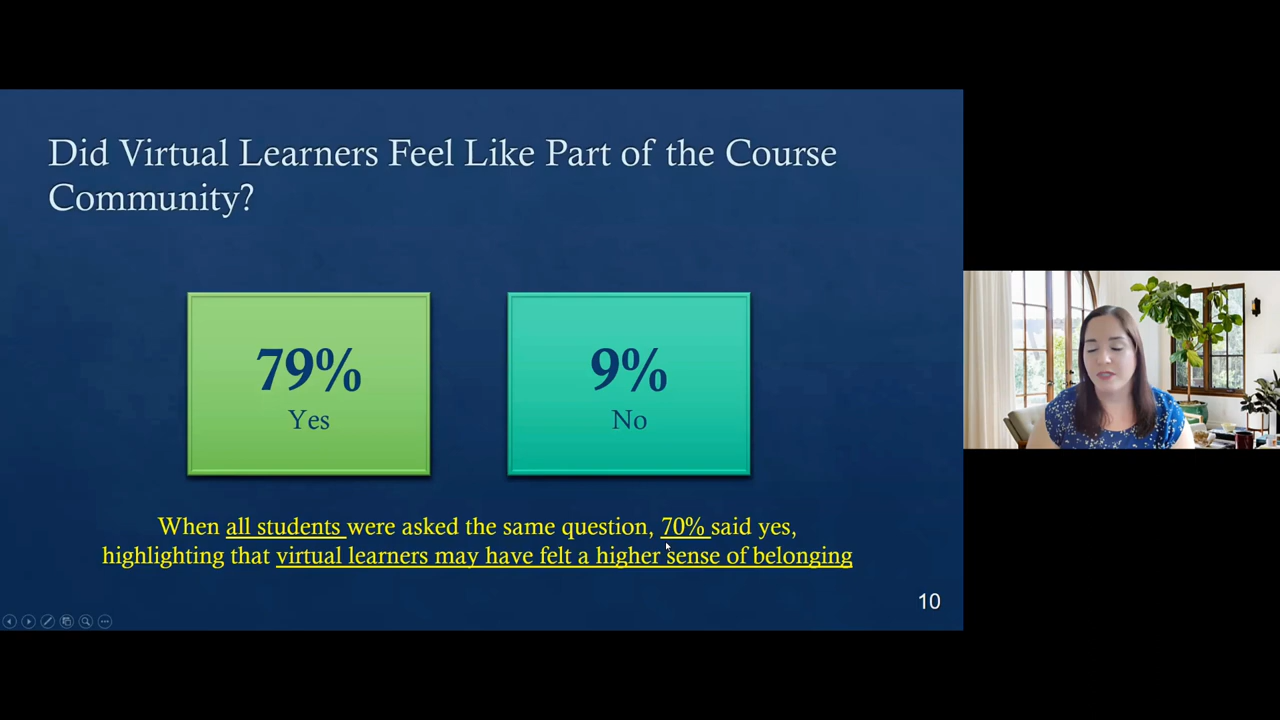 Did Virtual Learners Feel Like Part of the Course
Community?
79%
Yes
9%
No
When all students were asked the same question, 70% said yes,
highlighting that virtual learners may have felt a higher sense of belonging
10